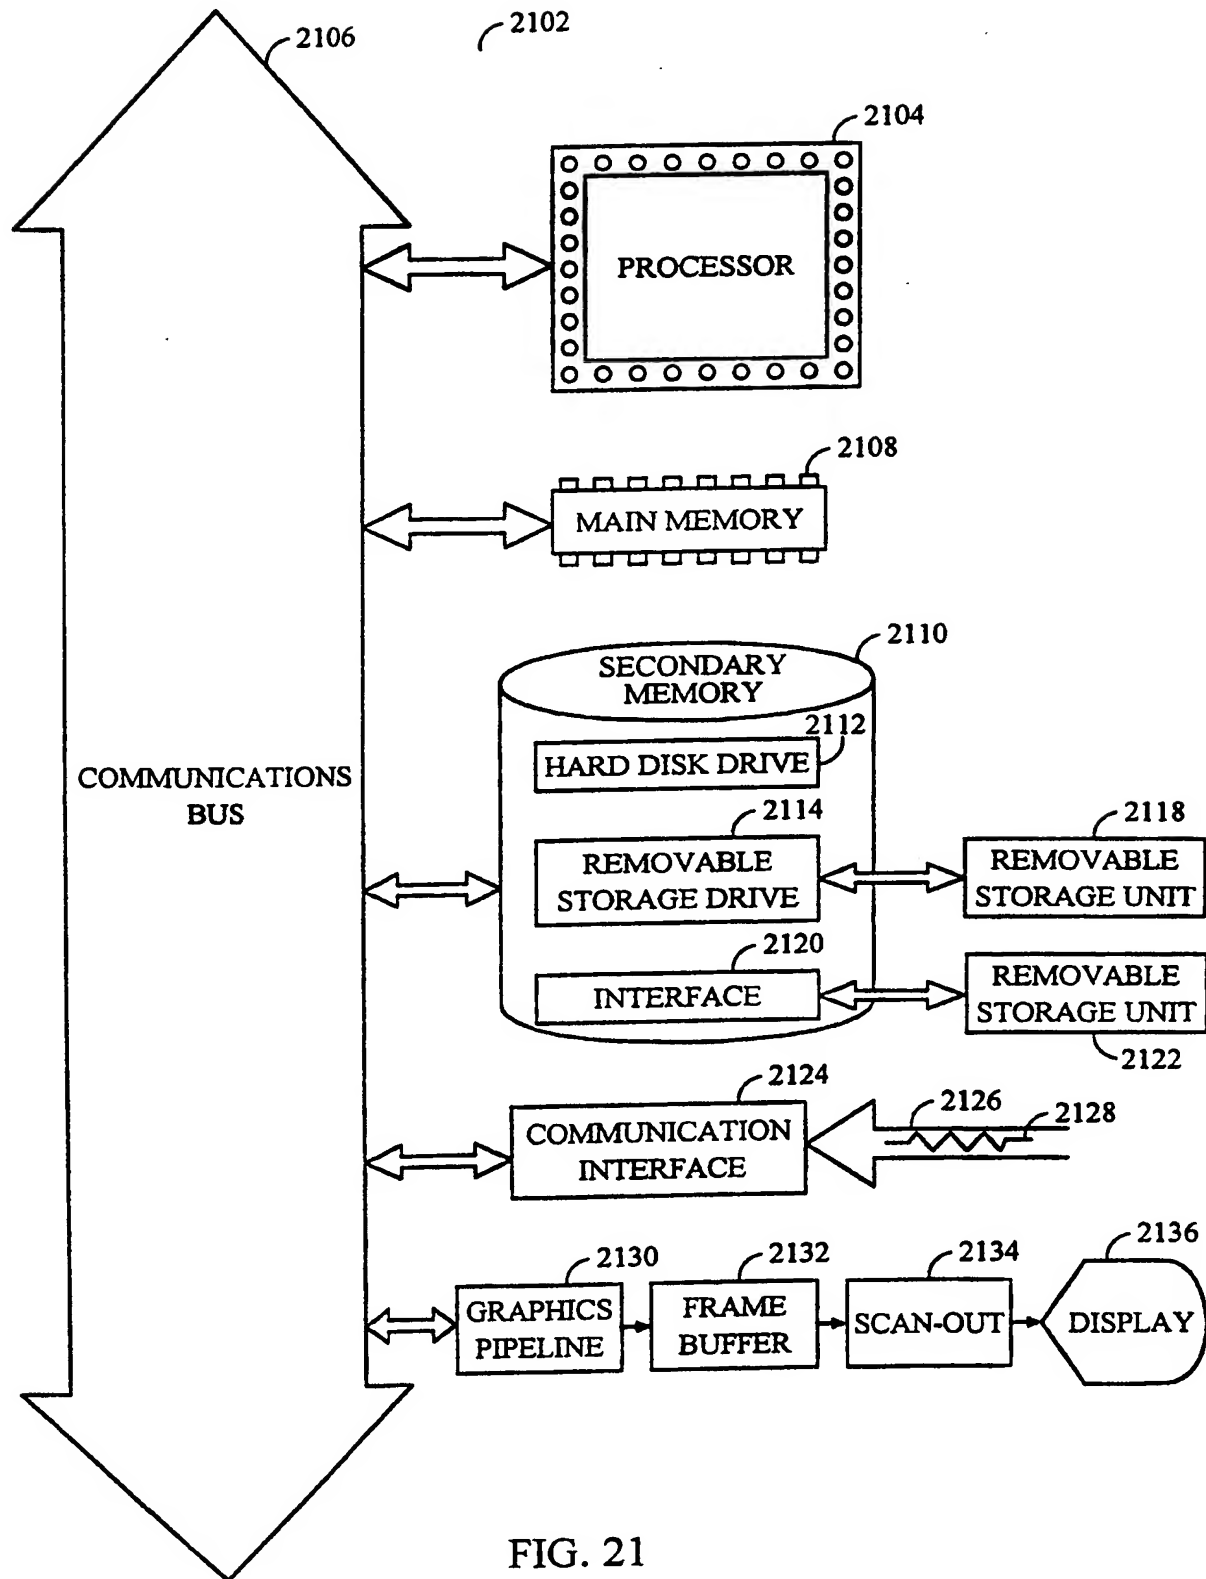 2106
2102
2104
PROCESSOR
2108
MAIN MEMORY
2110
SECONDARY
MEMORY
2112
HARD DISK DRIVE
COMMUNICATIONS
BUS
2114
REMOVABLE
STORAGE DRIVE
2118
REMOVABLE
STORAGE UNIT
2120
INTERFACE
REMOVABLE
STORAGE UNIT
2122
2124
COMMUNICATION
INTERFACE
2126
2128
2130
GRAPHICS
PIPELINE
2132
FRAME
BUFFER
2134
SCAN-OUT
2136
DISPLAY
FIG. 21